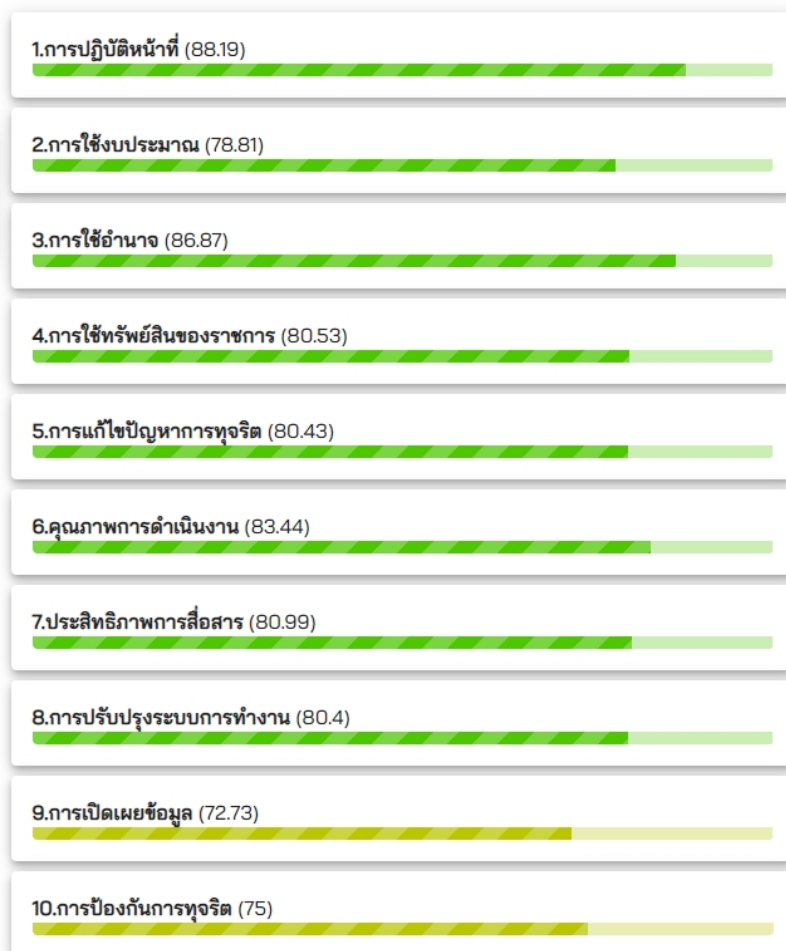 1.การปฏิบัติหน้าที่ (88.19)
2.การใช้งบประมาณ (78.81)
3.การใช้อำนาจ (86.87)
4.การใช้ทรัพย์สินของราชการ (80.53)
5.การแก้ไขปัญหาการทุจริต (80.43)
6.คุณภาพการดำเนินงาน (83.44)
7.ประสิทธิภาพการสื่อสาร (80.99)
8.การปรับปรุงระบบการทำงาน (80.4)
9.การเปิดเผยข้อมูล (72.73)
10.การป้องกันการทุจริต (75)